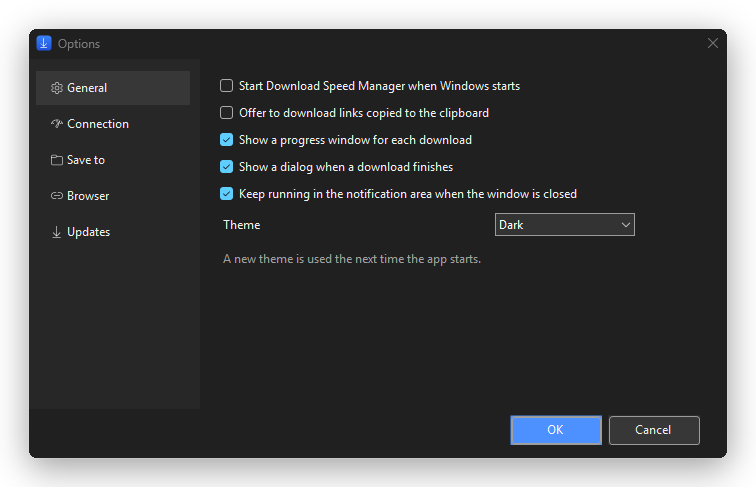 Options
General
Connection
Save to
Browser
Updates
Start Download Speed Manager when Windows starts
Offer to download links copied to the clipboard
Show a progress window for each download
Show a dialog when a download finishes
Keep running in the notification area when the window is closed
Theme
Dark
A new theme is used the next time the app starts.
OK
Cancel